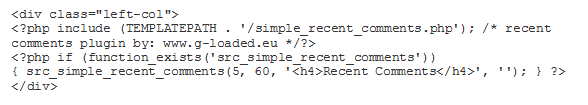 <div class="left-col">
<?php include (TEMPLATEPATH . '/simple_recent_comments.php'); /* recent
comments plugin by: www.g-loaded.eu */?>
<?php if (function_exists('src_simple_recent_comments'))
{ src_simple_recent_comments(5, 60, '<h4>Recent Comments</h4>', ''); } ?>
</div>